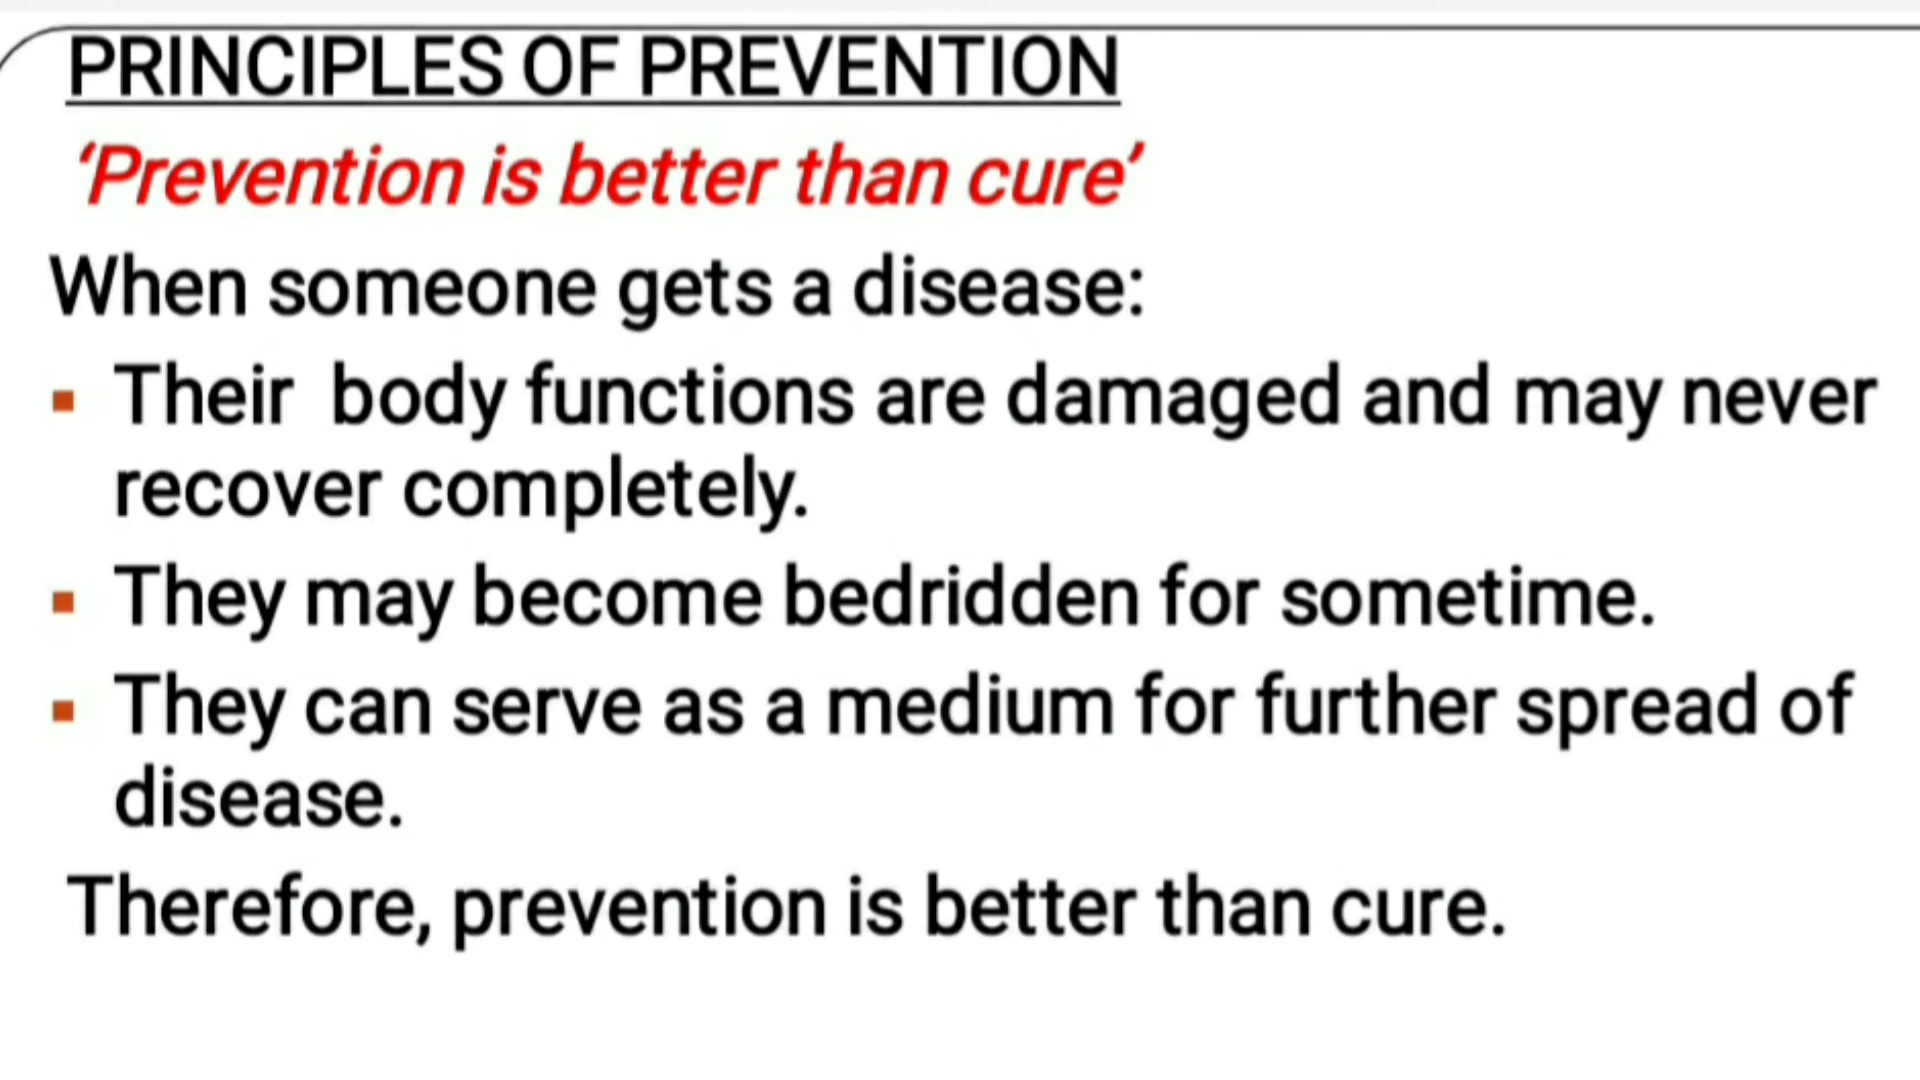 PRINCIPLES OF PREVENTION
‘Prevention is better than cure’
When someone gets a disease:
▪ Their body functions are damaged and may never
recover completely.
▪ They may become bedridden for sometime.
▪ They can serve as a medium for further spread of
disease.
Therefore, prevention is better than cure.